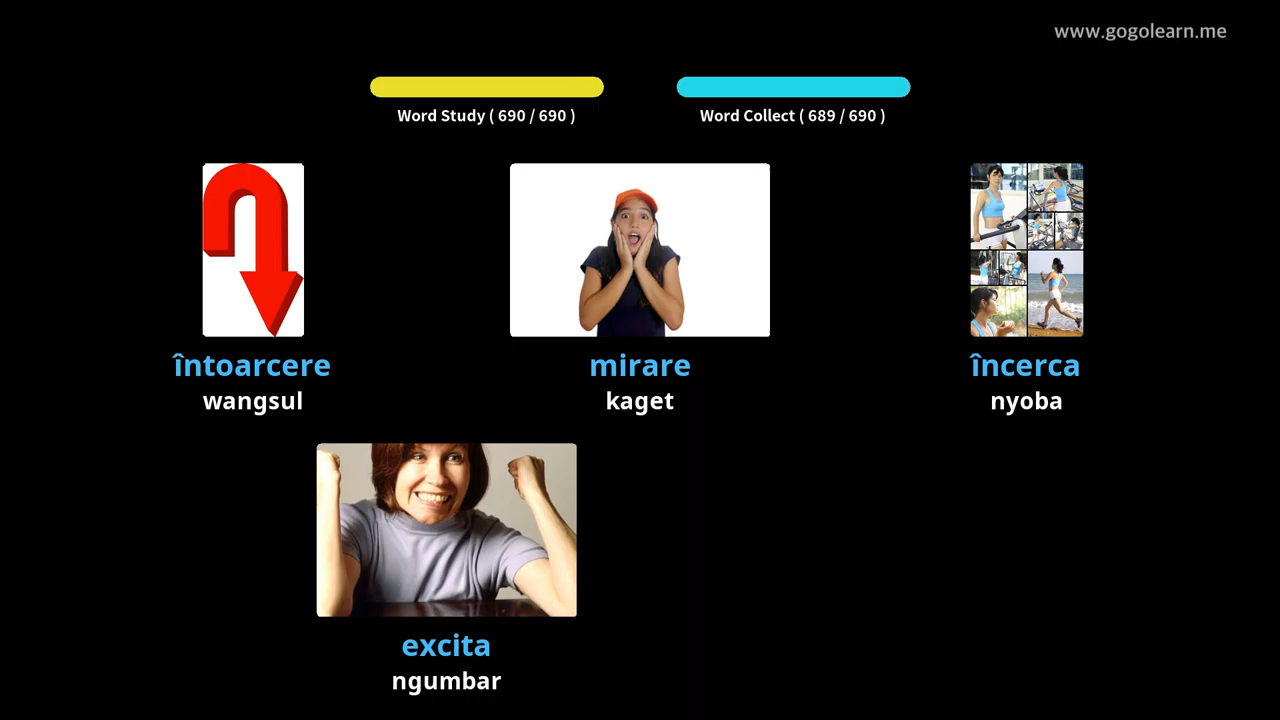 www.gogolearn.me
Word Study ( 690 / 690 )
Word Collect ( 689 / 690 )
întoarcere
wangsul
mirare
kaget
încerca
nyoba
excita
ngumbar